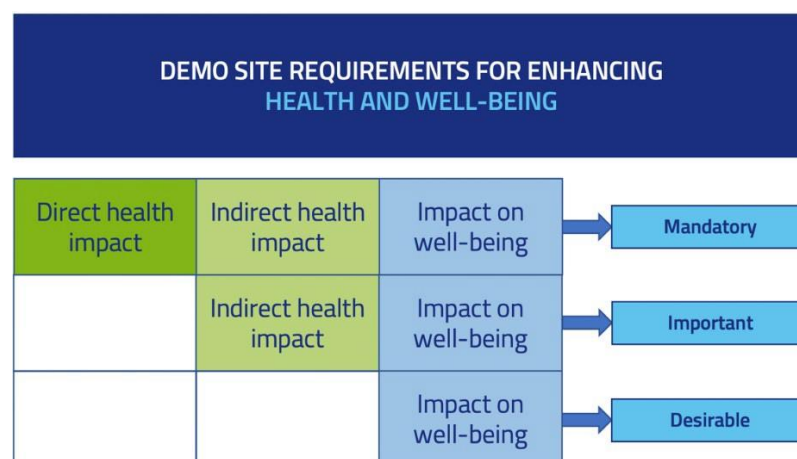 DEMO SITE REQUIREMENTS FOR ENHANCING
HEALTH AND WELL-BEING
Direct health
impact
Indirect health
impact
Impact on
well-being
Mandatory
Indirect health
impact
Impact on
well-being
Important
Impact on
well-being
Desirable